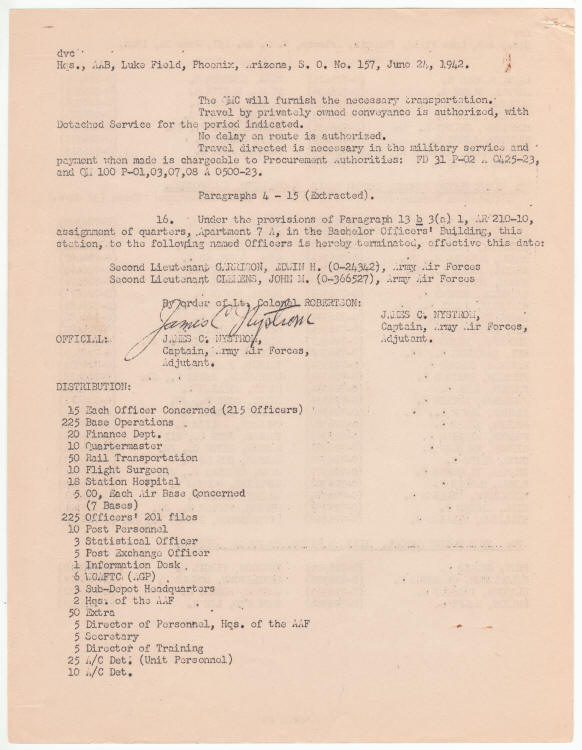 dvc
Hqs., AAB, Luke Field, Phoenix, Arizona, S. O. No. 157, June 24, 1942.
The QMC will furnish the necessary transportation.
Travel by privately owned conveyance is authorized, with
Detached Service for the period indicated.
No delay en route is authorized.
Travel directed is necessary in the military service and
payment when made is chargeable to Procurement Authorities: FD 31 P-02 A 0425-23,
and QM 100 P-01,03,07,08 A 0500-23.
Paragraphs 4 - 15 (Extracted).
16. Under the provisions of Paragraph 13 b 3(a) 1, AR 210-10,
assignment of quarters, Apartment 7 A, in the Bachelor Officers' Building, this
station, to the following named Officers is hereby terminated, effective this date:
Second Lieutenant GARRISON, EDWIN H. (0-24342), Army Air Forces
Second Lieutenant CLEMENS, JOHN M. (0-366527), Army Air Forces
By order of Lt. Colonel ROBERTSON:
James C Nystrom
JAMES C. NYSTROM,
Captain, Army Air Forces,
Adjutant.
OFFICIAL:
JAMES C. NYSTROM,
Captain, Army Air Forces,
Adjutant.
DISTRIBUTION:
15 Each Officer Concerned (215 Officers)
225 Base Operations
20 Finance Dept.
10 Quartermaster
50 Rail Transportation
10 Flight Surgeon
18 Station Hospital
5 CO, Each Air Base Concerned
(7 Bases)
225 Officers' 201 files
10 Post Personnel
3 Statistical Officer
5 Post Exchange Officer
1 Information Desk
6 WCAFTC (AGP)
3 Sub-Depot Headquarters
2 Hqs. of the AAF
50 Extra
5 Director of Personnel, Hqs. of the AAF
5 Secretary
5 Director of Training
25 A/C Det. (Unit Personnel)
10 A/C Det.